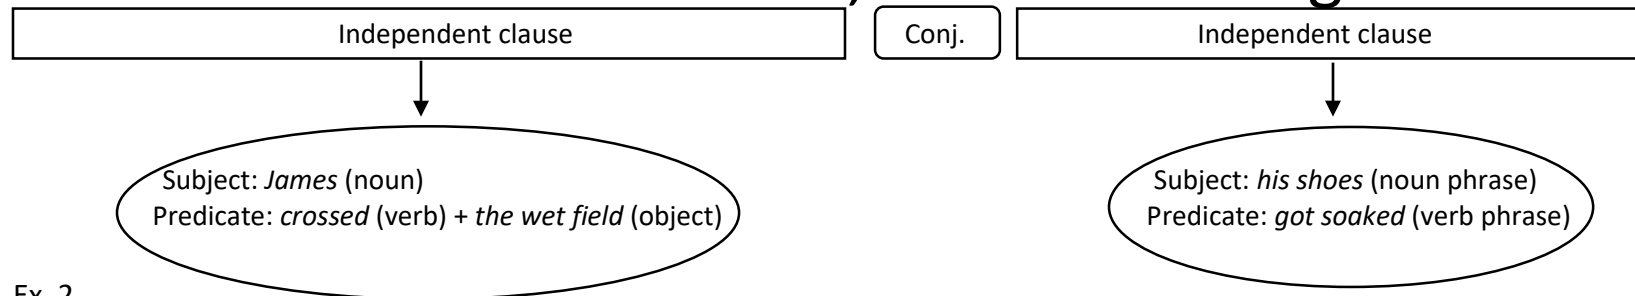 Independent clause Conj. Independent clause
Subject: James (noun) Subject: his shoes (noun phrase)
Predicate: crossed (verb) + the wet field (object) Predicate: got soaked (verb phrase)
Ex. 2